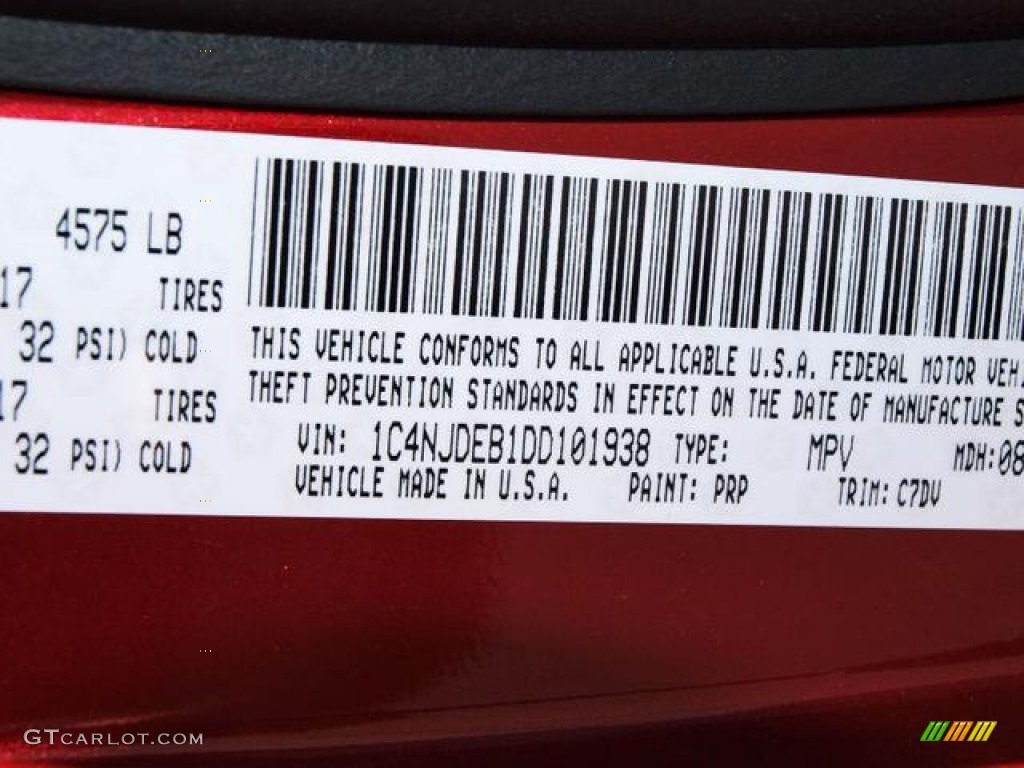 4575 LB
17 TIRES
32 PSI) COLD
17 TIRES
32 PSI) COLD
THIS VEHICLE CONFORMS TO ALL APPLICABLE U.S.A. FEDERAL MOTOR VEHI
THEFT PREVENTION STANDARDS IN EFFECT ON THE DATE OF MANUFACTURE S
VIN: 1C4NJDEB1DD101938 TYPE: MPV MDH:08
VEHICLE MADE IN U.S.A. PAINT: PRP TRIM: C7DV
GTCARLOT.COM